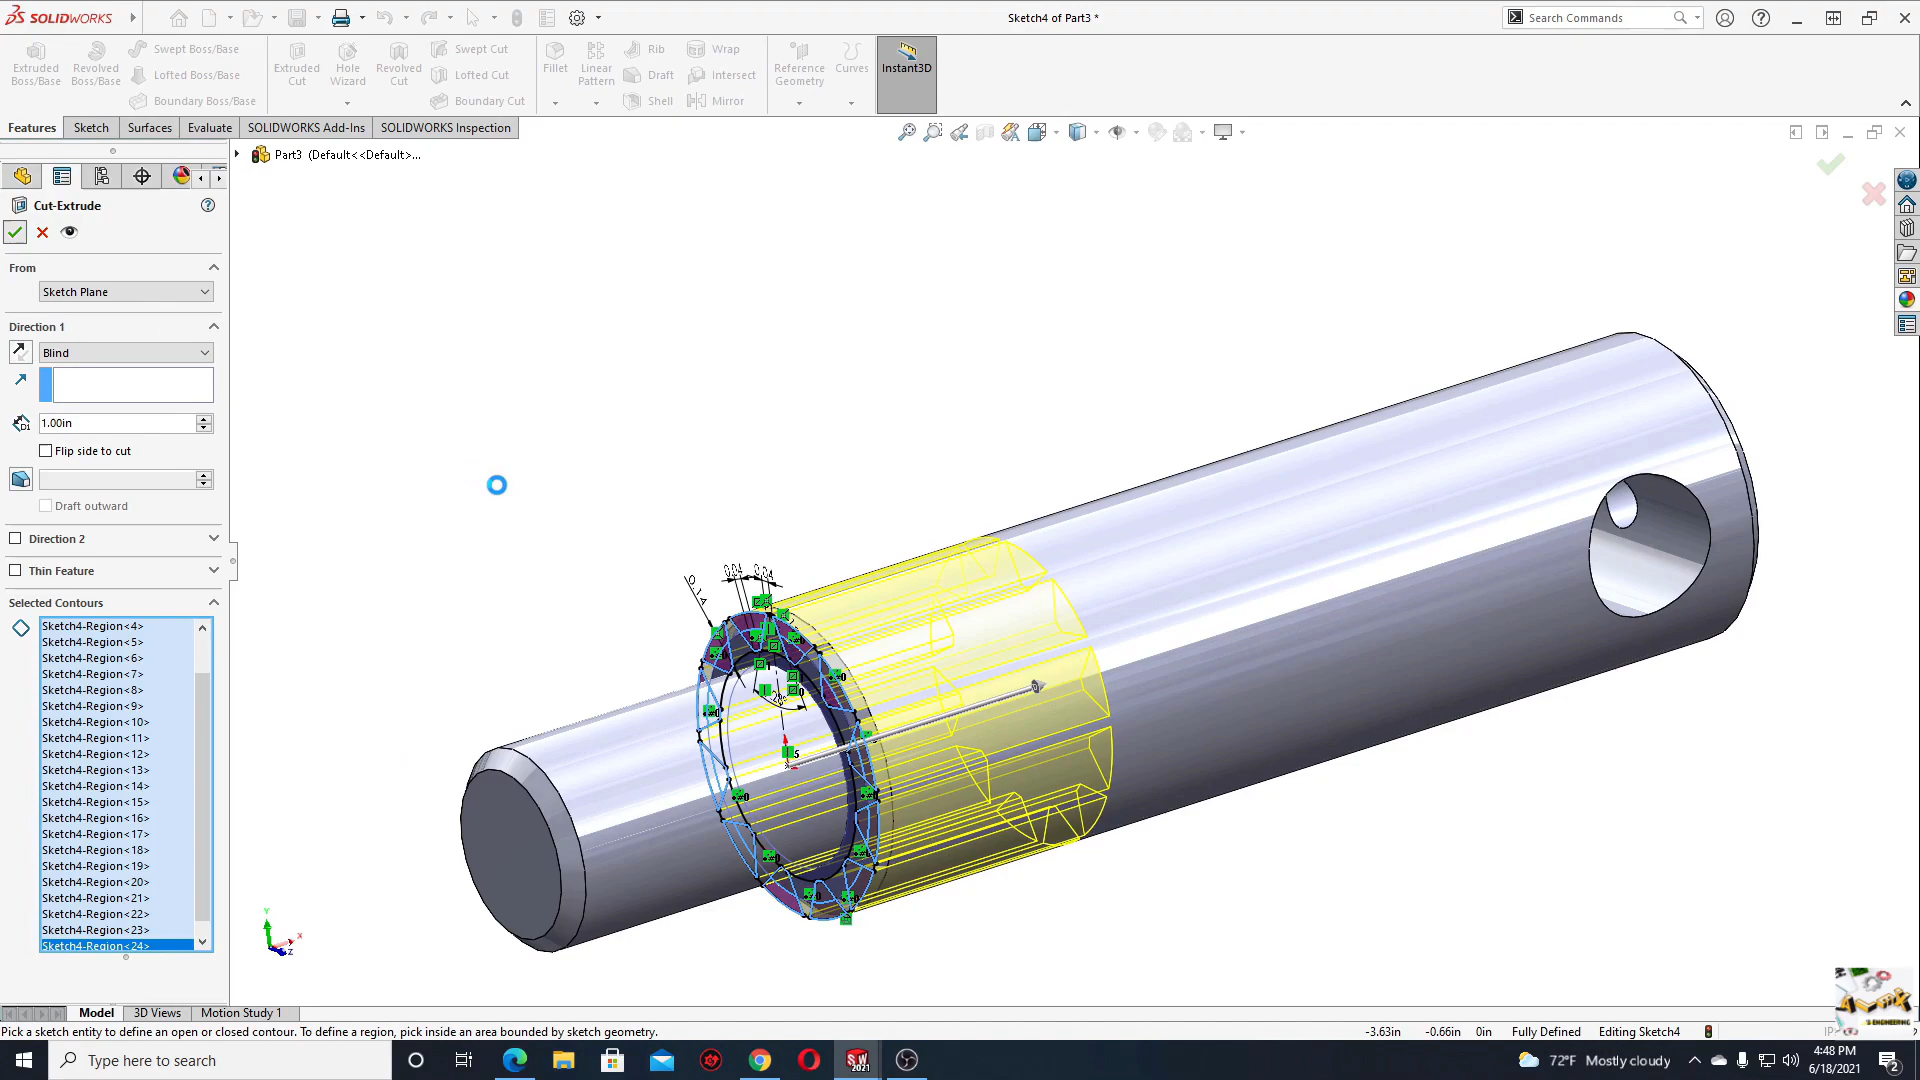 SOLIDWORKS
Sketch4 of Part3 *
Search Commands
Extruded Boss/Base
Revolved Boss/Base
Swept Boss/Base
Lofted Boss/Base
Boundary Boss/Base
Extruded Cut
Hole Wizard
Revolved Cut
Swept Cut
Lofted Cut
Boundary Cut
Fillet
Linear Pattern
Rib
Draft
Shell
Wrap
Intersect
Mirror
Reference Geometry
Curves
Instant3D
Features
Sketch
Surfaces
Evaluate
SOLIDWORKS Add-Ins
SOLIDWORKS Inspection
Part3 (Default<<Default>...
Cut-Extrude
From
Sketch Plane
Direction 1
Blind
D1
1.00in
Flip side to cut
Draft outward
Direction 2
Thin Feature
Selected Contours
Sketch4-Region<4>
Sketch4-Region<5>
Sketch4-Region<6>
Sketch4-Region<7>
Sketch4-Region<8>
Sketch4-Region<9>
Sketch4-Region<10>
Sketch4-Region<11>
Sketch4-Region<12>
Sketch4-Region<13>
Sketch4-Region<14>
Sketch4-Region<15>
Sketch4-Region<16>
Sketch4-Region<17>
Sketch4-Region<18>
Sketch4-Region<19>
Sketch4-Region<20>
Sketch4-Region<21>
Sketch4-Region<22>
Sketch4-Region<23>
Sketch4-Region<24>
0.04
0.04
0.14
Y
X
Z
Model
3D Views
Motion Study 1
Pick a sketch entity to define an open or closed contour. To define a region, pick inside an area bounded by sketch geometry.
-3.63in
-0.66in
0in
Fully Defined
Editing Sketch4
Type here to search
SW 2021
72°F Mostly cloudy
4:48 PM
6/18/2021
2